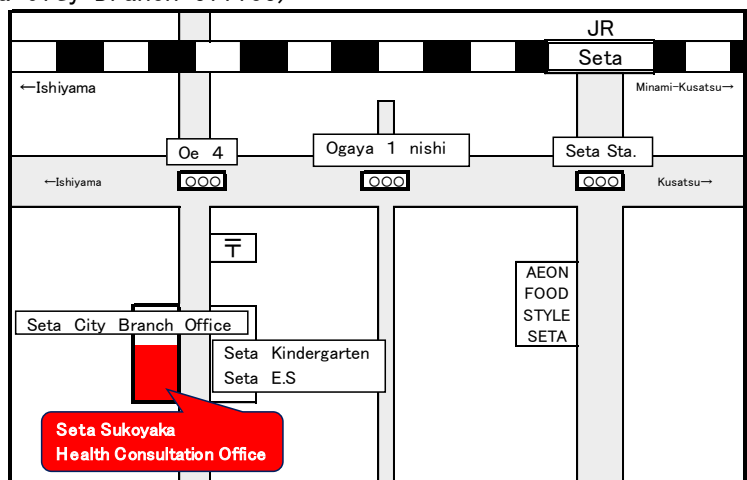 JR
Seta
←Ishiyama
Minami-Kusatsu→
Oe 4
Ogaya 1 nishi
Seta Sta.
←Ishiyama
Kusatsu→
〒
AEON
FOOD
STYLE
SETA
Seta City Branch Office
Seta Kindergarten
Seta E.S
Seta Sukoyaka
Health Consultation Office